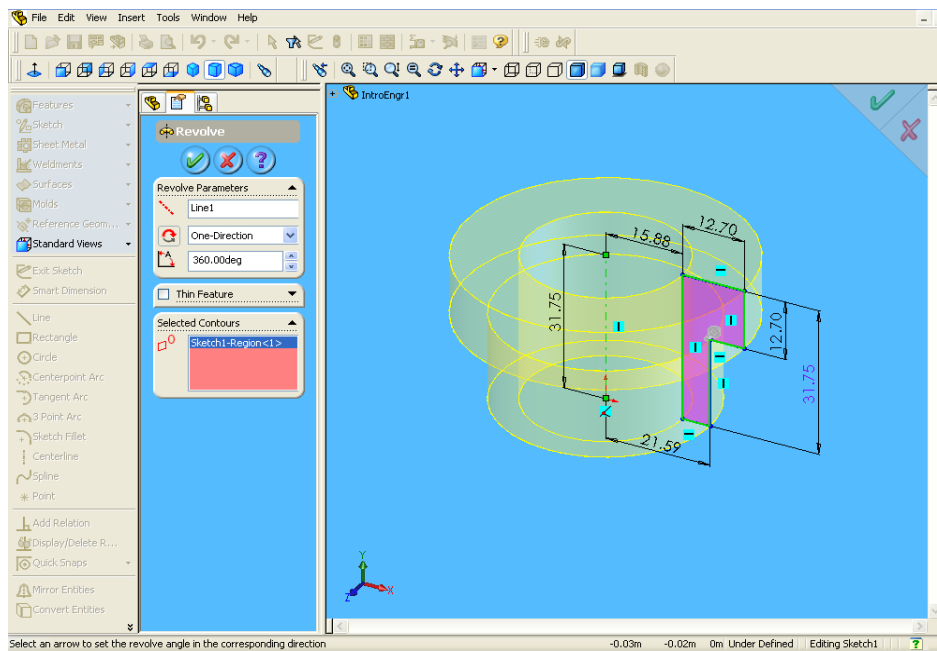 File Edit View Insert Tools Window Help
Features
Sketch
Sheet Metal
Weldments
Surfaces
Molds
Reference Geom...
Standard Views
Exit Sketch
Smart Dimension
Line
Rectangle
Circle
Centerpoint Arc
Tangent Arc
3 Point Arc
Sketch Fillet
Centerline
Spline
Point
Add Relation
Display/Delete R...
Quick Snaps
Mirror Entities
Convert Entities
Revolve
Revolve Parameters
Line1
One-Direction
360.00deg
Thin Feature
Selected Contours
Sketch1-Region<1>
IntroEngr1
12.70
15.88
31.75
12.70
31.75
21.59
Y
X
Z
Select an arrow to set the revolve angle in the corresponding direction -0.03m -0.02m 0m Under Defined Editing Sketch1